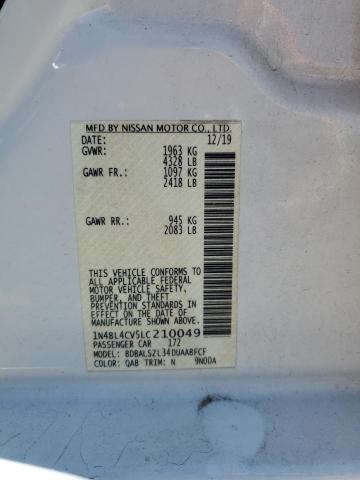 MFD BY NISSAN MOTOR CO., LTD.
DATE: 12/19
GVWR: 1963 KG
4328 LB
GAWR FR.: 1097 KG
2418 LB
GAWR RR.: 945 KG
2083 LB
THIS VEHICLE CONFORMS TO
ALL APPLICABLE FEDERAL
MOTOR VEHICLE SAFETY,
BUMPER, AND THEFT
PREVENTION STANDARDS IN
EFFECT ON THE DATE OF
MANUFACTURE SHOWN ABOVE.
1N4BL4CV5LC210049
PASSENGER CAR 172
MODEL: BDBALSZL34DUAABFCF
COLOR: QAB TRIM: N 9N00A